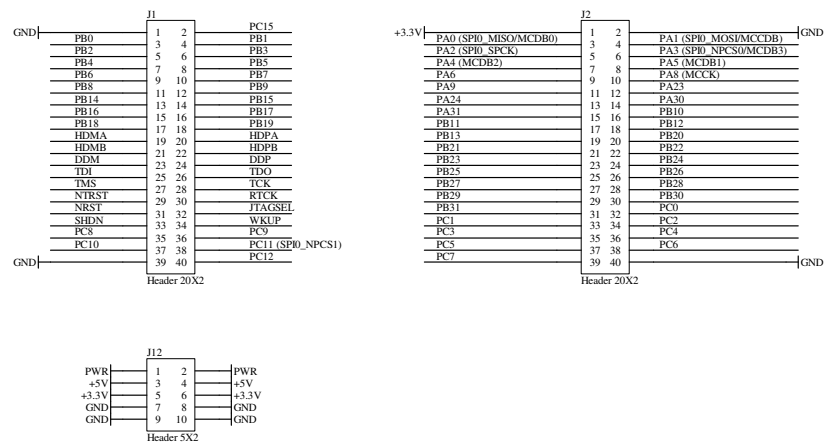 J1
GND 1 2 PC15
PB0 3 4 PB1
PB2 5 6 PB3
PB4 7 8 PB5
PB6 9 10 PB7
PB8 11 12 PB9
PB14 13 14 PB15
PB16 15 16 PB17
PB18 17 18 PB19
HDMA 19 20 HDPA
HDMB 21 22 HDPB
DDM 23 24 DDP
TDI 25 26 TDO
TMS 27 28 TCK
NTRST 29 30 RTCK
NRST 31 32 JTAGSEL
SHDN 33 34 WKUP
PC8 35 36 PC9
PC10 37 38 PC11 (SPI0_NPCS1)
GND 39 40 PC12
Header 20X2
J2
+3.3V 1 2 GND
PA0 (SPI0_MISO/MCDB0) 3 4 PA1 (SPI0_MOSI/MCCDB)
PA2 (SPI0_SPCK) 5 6 PA3 (SPI0_NPCS0/MCDB3)
PA4 (MCDB2) 7 8 PA5 (MCDB1)
PA6 9 10 PA8 (MCCK)
PA9 11 12 PA23
PA24 13 14 PA30
PA31 15 16 PB10
PB11 17 18 PB12
PB13 19 20 PB20
PB21 21 22 PB22
PB23 23 24 PB24
PB25 25 26 PB26
PB27 27 28 PB28
PB29 29 30 PB30
PB31 31 32 PC0
PC1 33 34 PC2
PC3 35 36 PC4
PC5 37 38 PC6
PC7 39 40 GND
Header 20X2
J12
PWR 1 2 PWR
+5V 3 4 +5V
+3.3V 5 6 +3.3V
GND 7 8 GND
GND 9 10 GND
Header 5X2